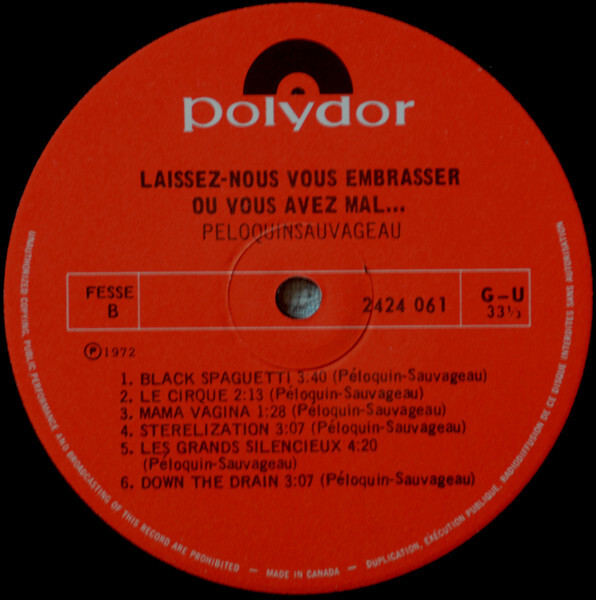 polydor
LAISSEZ-NOUS VOUS EMBRASSER
OU VOUS AVEZ MAL...
PELOQUINSAUVAGEAU
FESSE
B
2424 061
G-U
33⅓
Ⓟ1972
1. BLACK SPAGUETTI 3.40 (Péloquin-Sauvageau)
2. LE CIRQUE 2:13 (Péloquin-Sauvageau)
3. MAMA VAGINA 1:28 (Péloquin-Sauvageau)
4. STERELIZATION 3:07 (Péloquin-Sauvageau)
5. LES GRANDS SILENCIEUX 4:20
(Péloquin-Sauvageau)
6. DOWN THE DRAIN 3:07 (Péloquin-Sauvageau)
UNAUTHORIZED COPYING, PUBLIC PERFORMANCE AND BROADCASTING OF THIS RECORD ARE PROHIBITED — MADE IN CANADA — DUPLICATION, EXÉCUTION PUBLIQUE, RADIODIFFUSION DE CE DISQUE INTERDITES SANS AUTORISATION